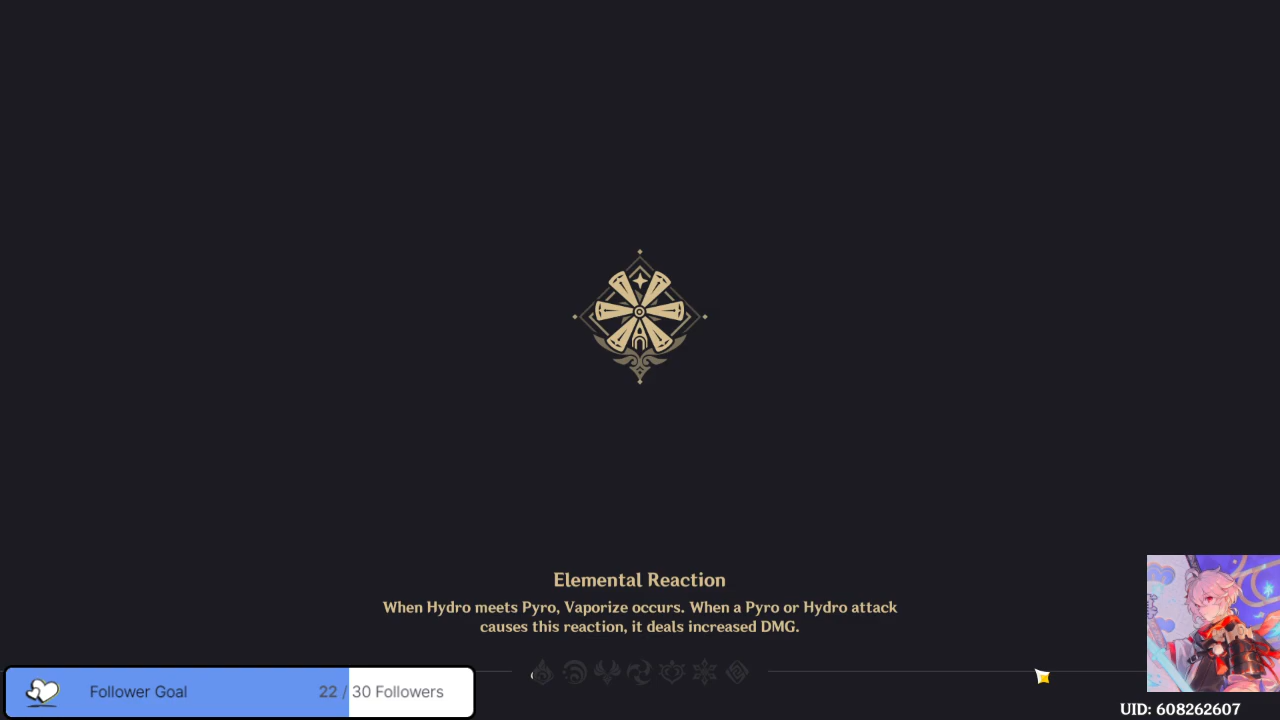 Elemental Reaction
When Hydro meets Pyro, Vaporize occurs. When a Pyro or Hydro attack
causes this reaction, it deals increased DMG.
Follower Goal 22 / 30 Followers
UID: 608262607